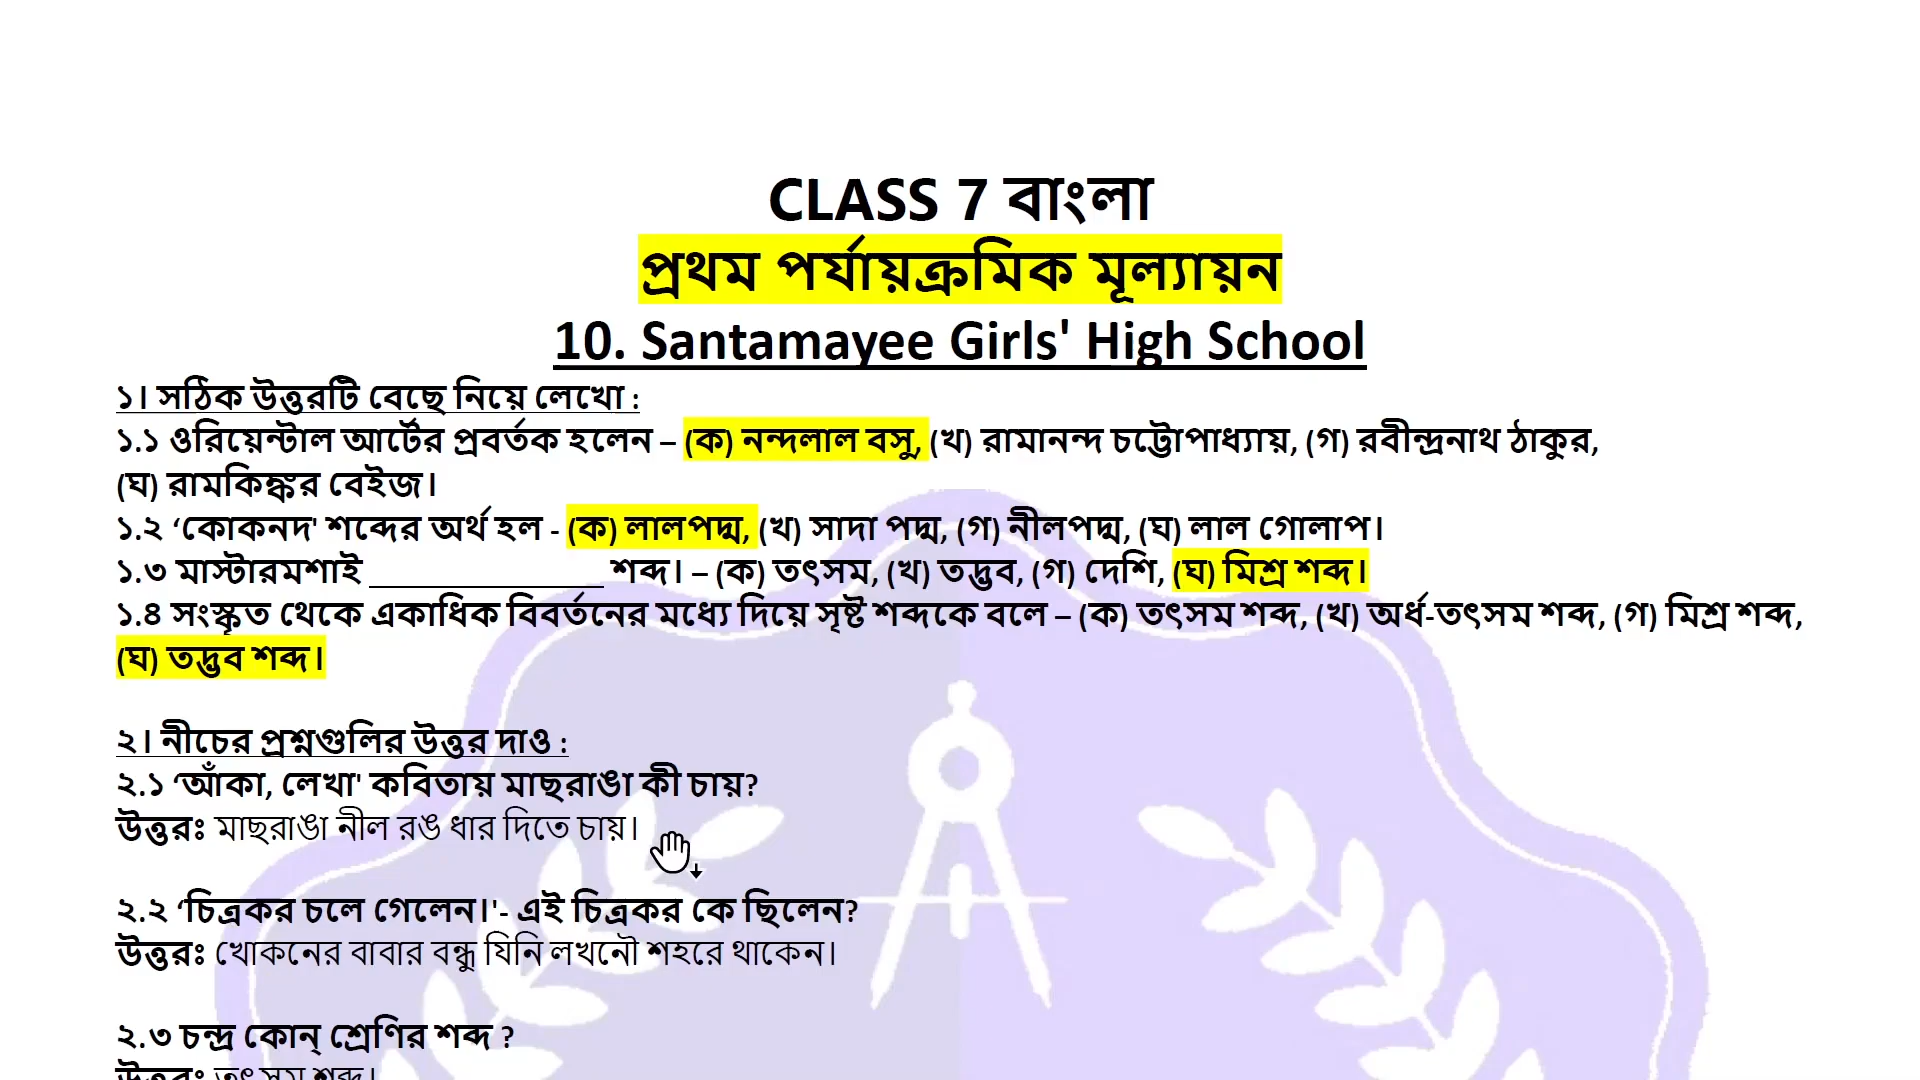 CLASS 7 বাংলা
প্রথম পর্যায়ক্রমিক মূল্যায়ন
10. Santamayee Girls' High School
১। সঠিক উত্তরটি বেছে নিয়ে লেখো :
১.১ ওরিয়েন্টাল আর্টের প্রবর্তক হলেন – (ক) নন্দলাল বসু, (খ) রামানন্দ চট্টোপাধ্যায়, (গ) রবীন্দ্রনাথ ঠাকুর,
(ঘ) রামকিঙ্কর বেইজ।
১.২ ‘কোকনদ' শব্দের অর্থ হল - (ক) লালপদ্ম, (খ) সাদা পদ্ম, (গ) নীলপদ্ম, (ঘ) লাল গোলাপ।
১.৩ মাস্টারমশাই ____________ শব্দ। – (ক) তৎসম, (খ) তদ্ভব, (গ) দেশি, (ঘ) মিশ্র শব্দ।
১.৪ সংস্কৃত থেকে একাধিক বিবর্তনের মধ্যে দিয়ে সৃষ্ট শব্দকে বলে – (ক) তৎসম শব্দ, (খ) অর্ধ-তৎসম শব্দ, (গ) মিশ্র শব্দ,
(ঘ) তদ্ভব শব্দ।
২। নীচের প্রশ্নগুলির উত্তর দাও :
২.১ ‘আঁকা, লেখা' কবিতায় মাছরাঙা কী চায়?
উত্তরঃ মাছরাঙা নীল রঙ ধার দিতে চায়।
২.২ ‘চিত্রকর চলে গেলেন।'- এই চিত্রকর কে ছিলেন?
উত্তরঃ খোকনের বাবার বন্ধু যিনি লখনৌ শহরে থাকেন।
২.৩ চন্দ্র কোন্ শ্রেণির শব্দ ?
উত্তরঃ তৎসম শব্দ।